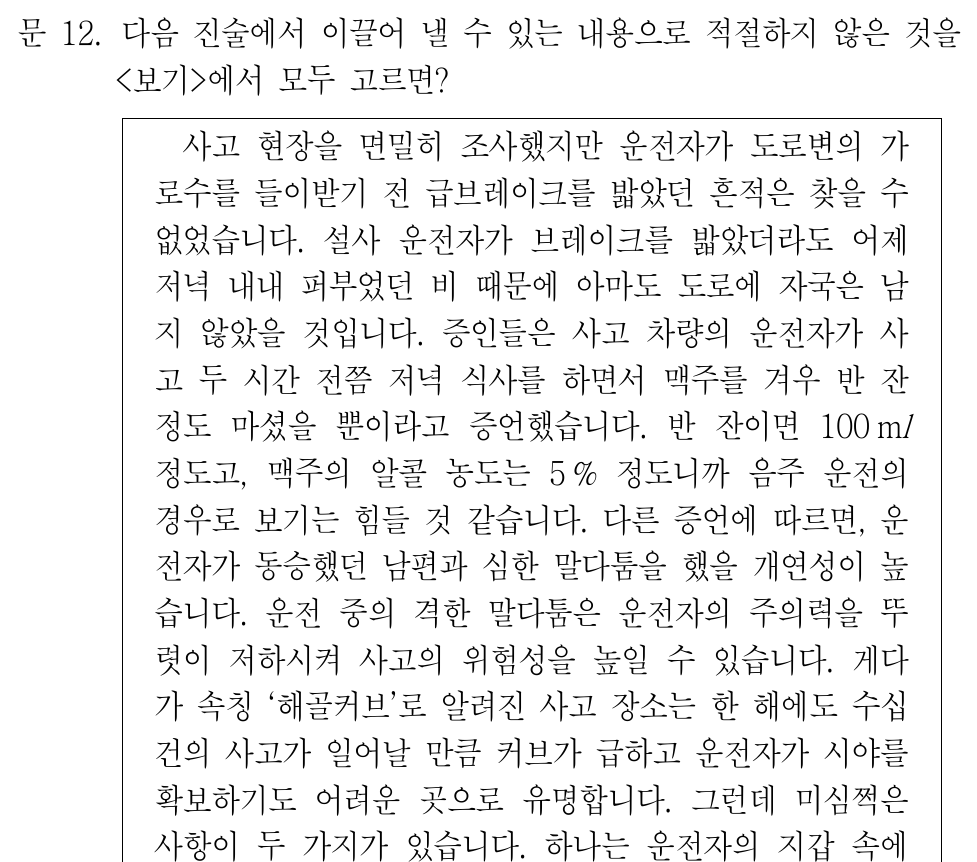 문 12. 다음 진술에서 이끌어 낼 수 있는 내용으로 적절하지 않은 것을
<보기>에서 모두 고르면?
사고 현장을 면밀히 조사했지만 운전자가 도로변의 가
로수를 들이받기 전 급브레이크를 밟았던 흔적은 찾을 수
없었습니다. 설사 운전자가 브레이크를 밟았더라도 어제
저녁 내내 퍼부었던 비 때문에 아마도 도로에 자국은 남
지 않았을 것입니다. 증인들은 사고 차량의 운전자가 사
고 두 시간 전쯤 저녁 식사를 하면서 맥주를 겨우 반 잔
정도 마셨을 뿐이라고 증언했습니다. 반 잔이면 100 ml
정도고, 맥주의 알콜 농도는 5 % 정도니까 음주 운전의
경우로 보기는 힘들 것 같습니다. 다른 증언에 따르면, 운
전자가 동승했던 남편과 심한 말다툼을 했을 개연성이 높
습니다. 운전 중의 격한 말다툼은 운전자의 주의력을 뚜
렷이 저하시켜 사고의 위험성을 높일 수 있습니다. 게다
가 속칭 ‘해골커브’로 알려진 사고 장소는 한 해에도 수십
건의 사고가 일어날 만큼 커브가 급하고 운전자가 시야를
확보하기도 어려운 곳으로 유명합니다. 그런데 미심쩍은
사항이 두 가지가 있습니다. 하나는 운전자의 지갑 속에